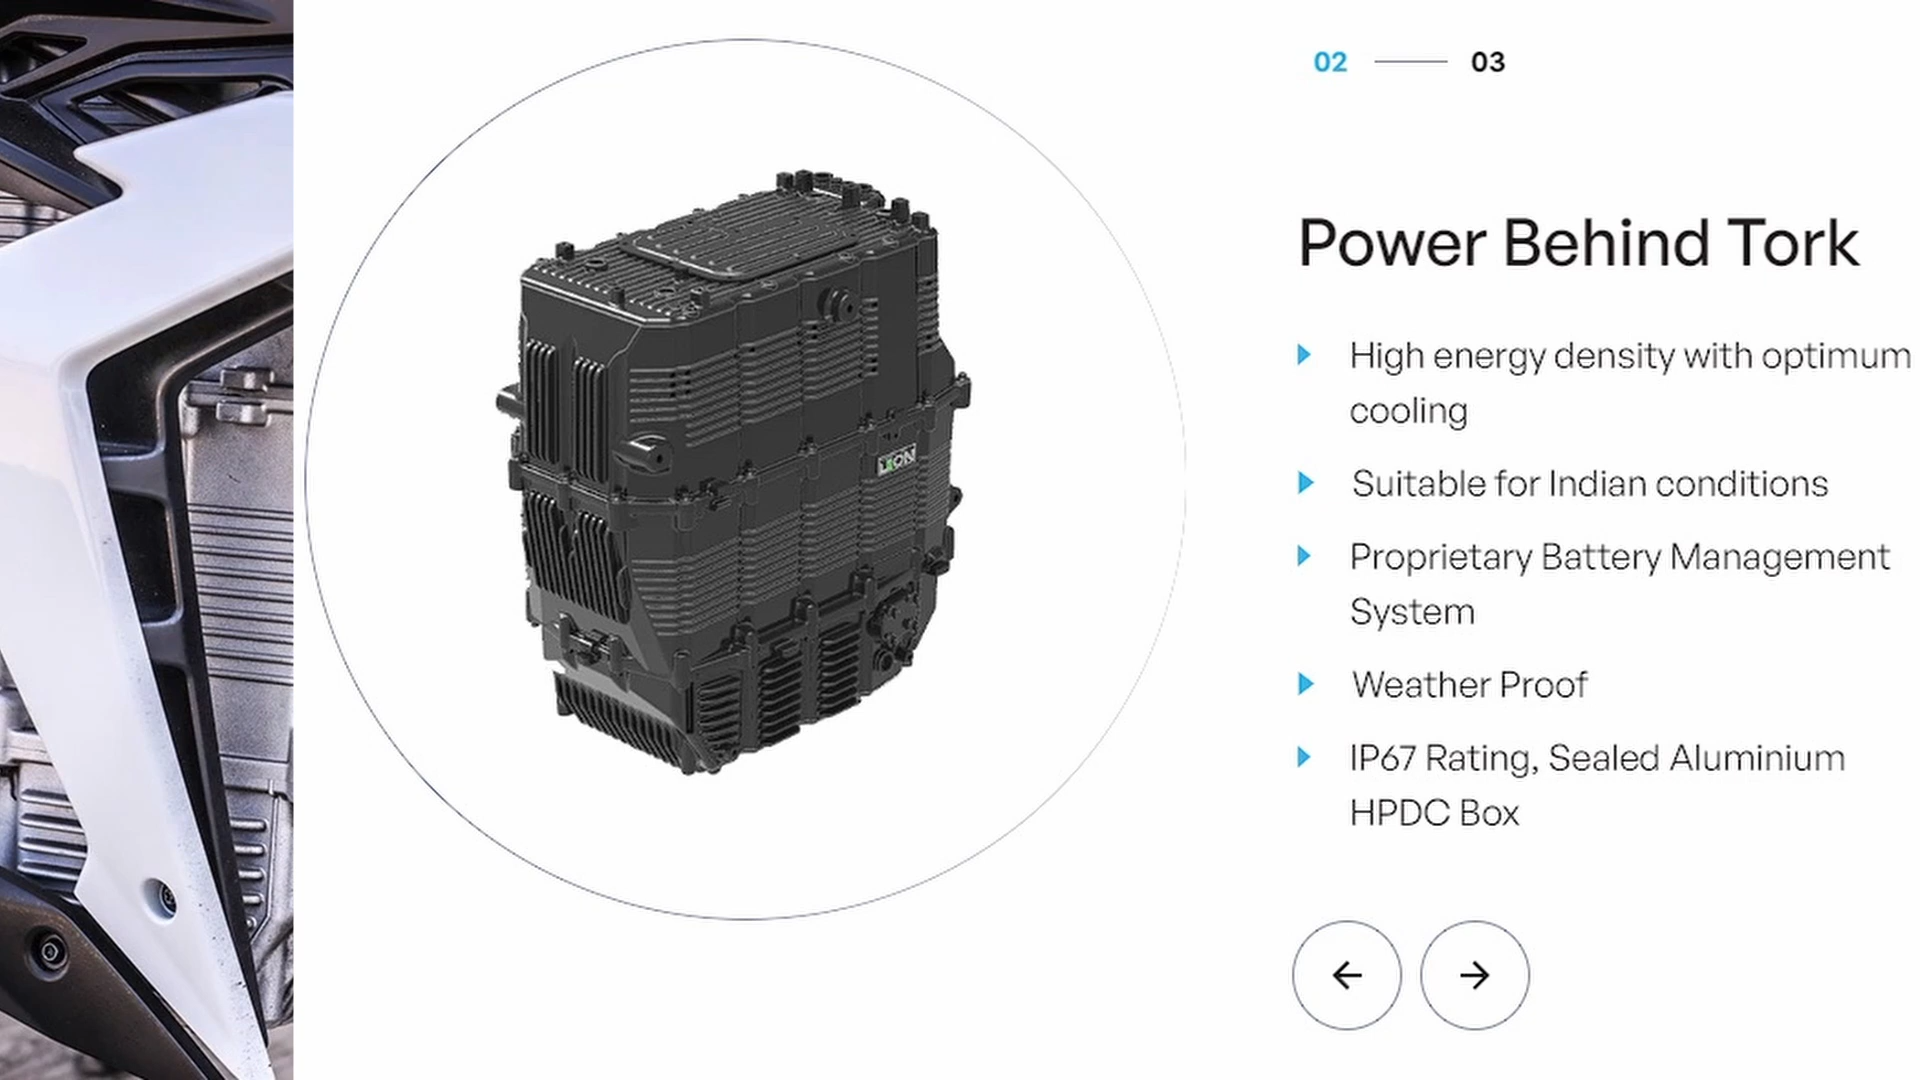 02 03
Power Behind Tork
High energy density with optimum
cooling
Suitable for Indian conditions
Proprietary Battery Management
System
Weather Proof
IP67 Rating, Sealed Aluminium
HPDC Box